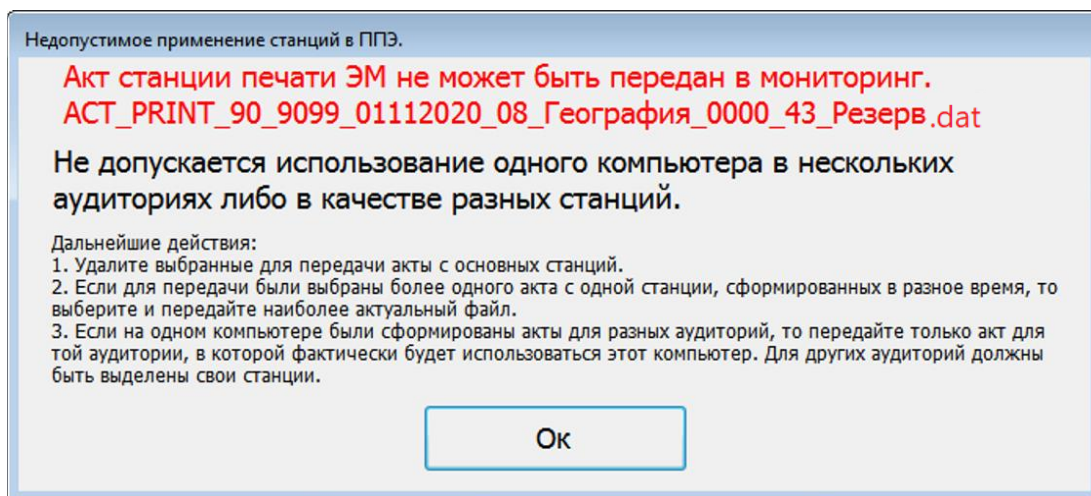 Недопустимое применение станций в ППЭ.
Акт станции печати ЭМ не может быть передан в мониторинг.
ACT_PRINT_90_9099_01112020_08_География_0000_43_Резерв.dat
Не допускается использование одного компьютера в нескольких
аудиториях либо в качестве разных станций.
Дальнейшие действия:
1. Удалите выбранные для передачи акты с основных станций.
2. Если для передачи были выбраны более одного акта с одной станции, сформированных в разное время, то
выберите и передайте наиболее актуальный файл.
3. Если на одном компьютере были сформированы акты для разных аудиторий, то передайте только акт для
той аудитории, в которой фактически будет использоваться этот компьютер. Для других аудиторий должны
быть выделены свои станции.
Ок